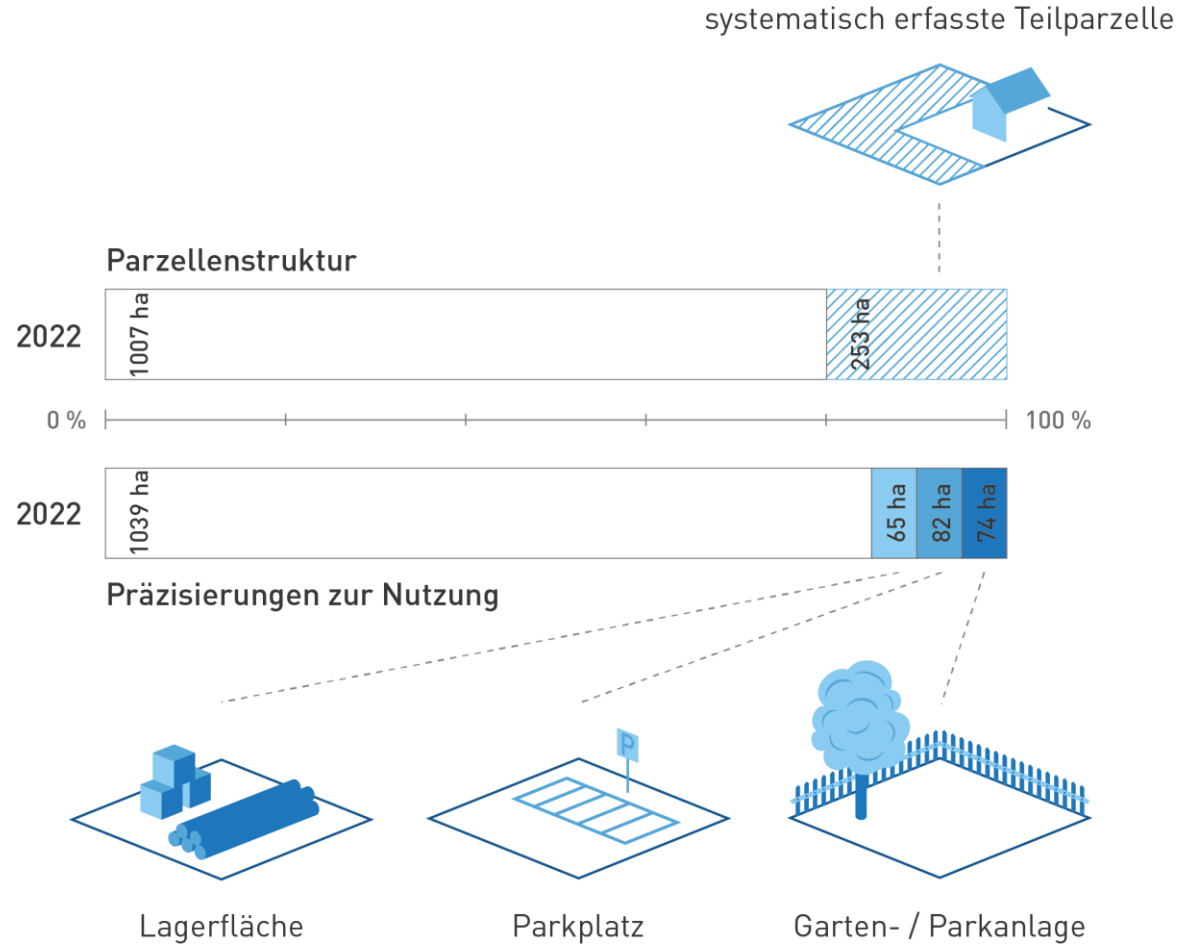 systematisch erfasste Teilparzelle
Parzellenstruktur
2022
1007 ha
253 ha
0 %
100 %
2022
1039 ha
65 ha
82 ha
74 ha
Präzisierungen zur Nutzung
P
Lagerfläche
Parkplatz
Garten- / Parkanlage